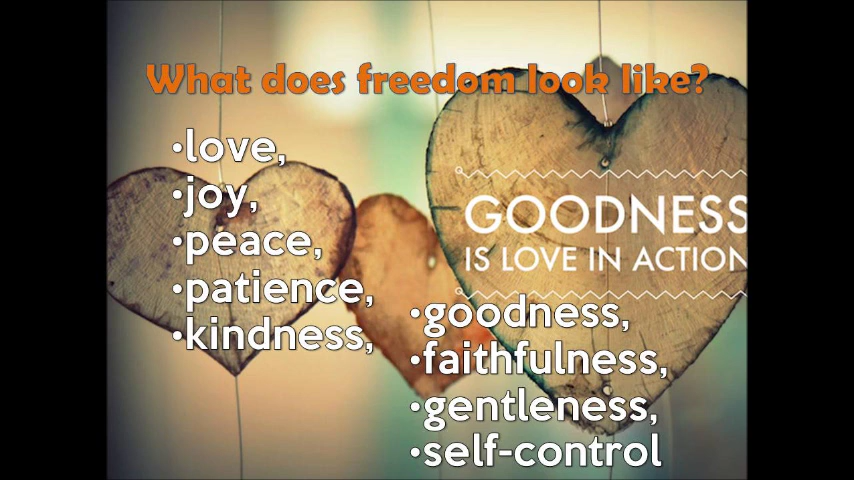 What does freedom look like?
•love,
•joy,
•peace,
•patience,
•kindness,
GOODNESS
IS LOVE IN ACTION
•goodness,
•faithfulness,
•gentleness,
•self-control